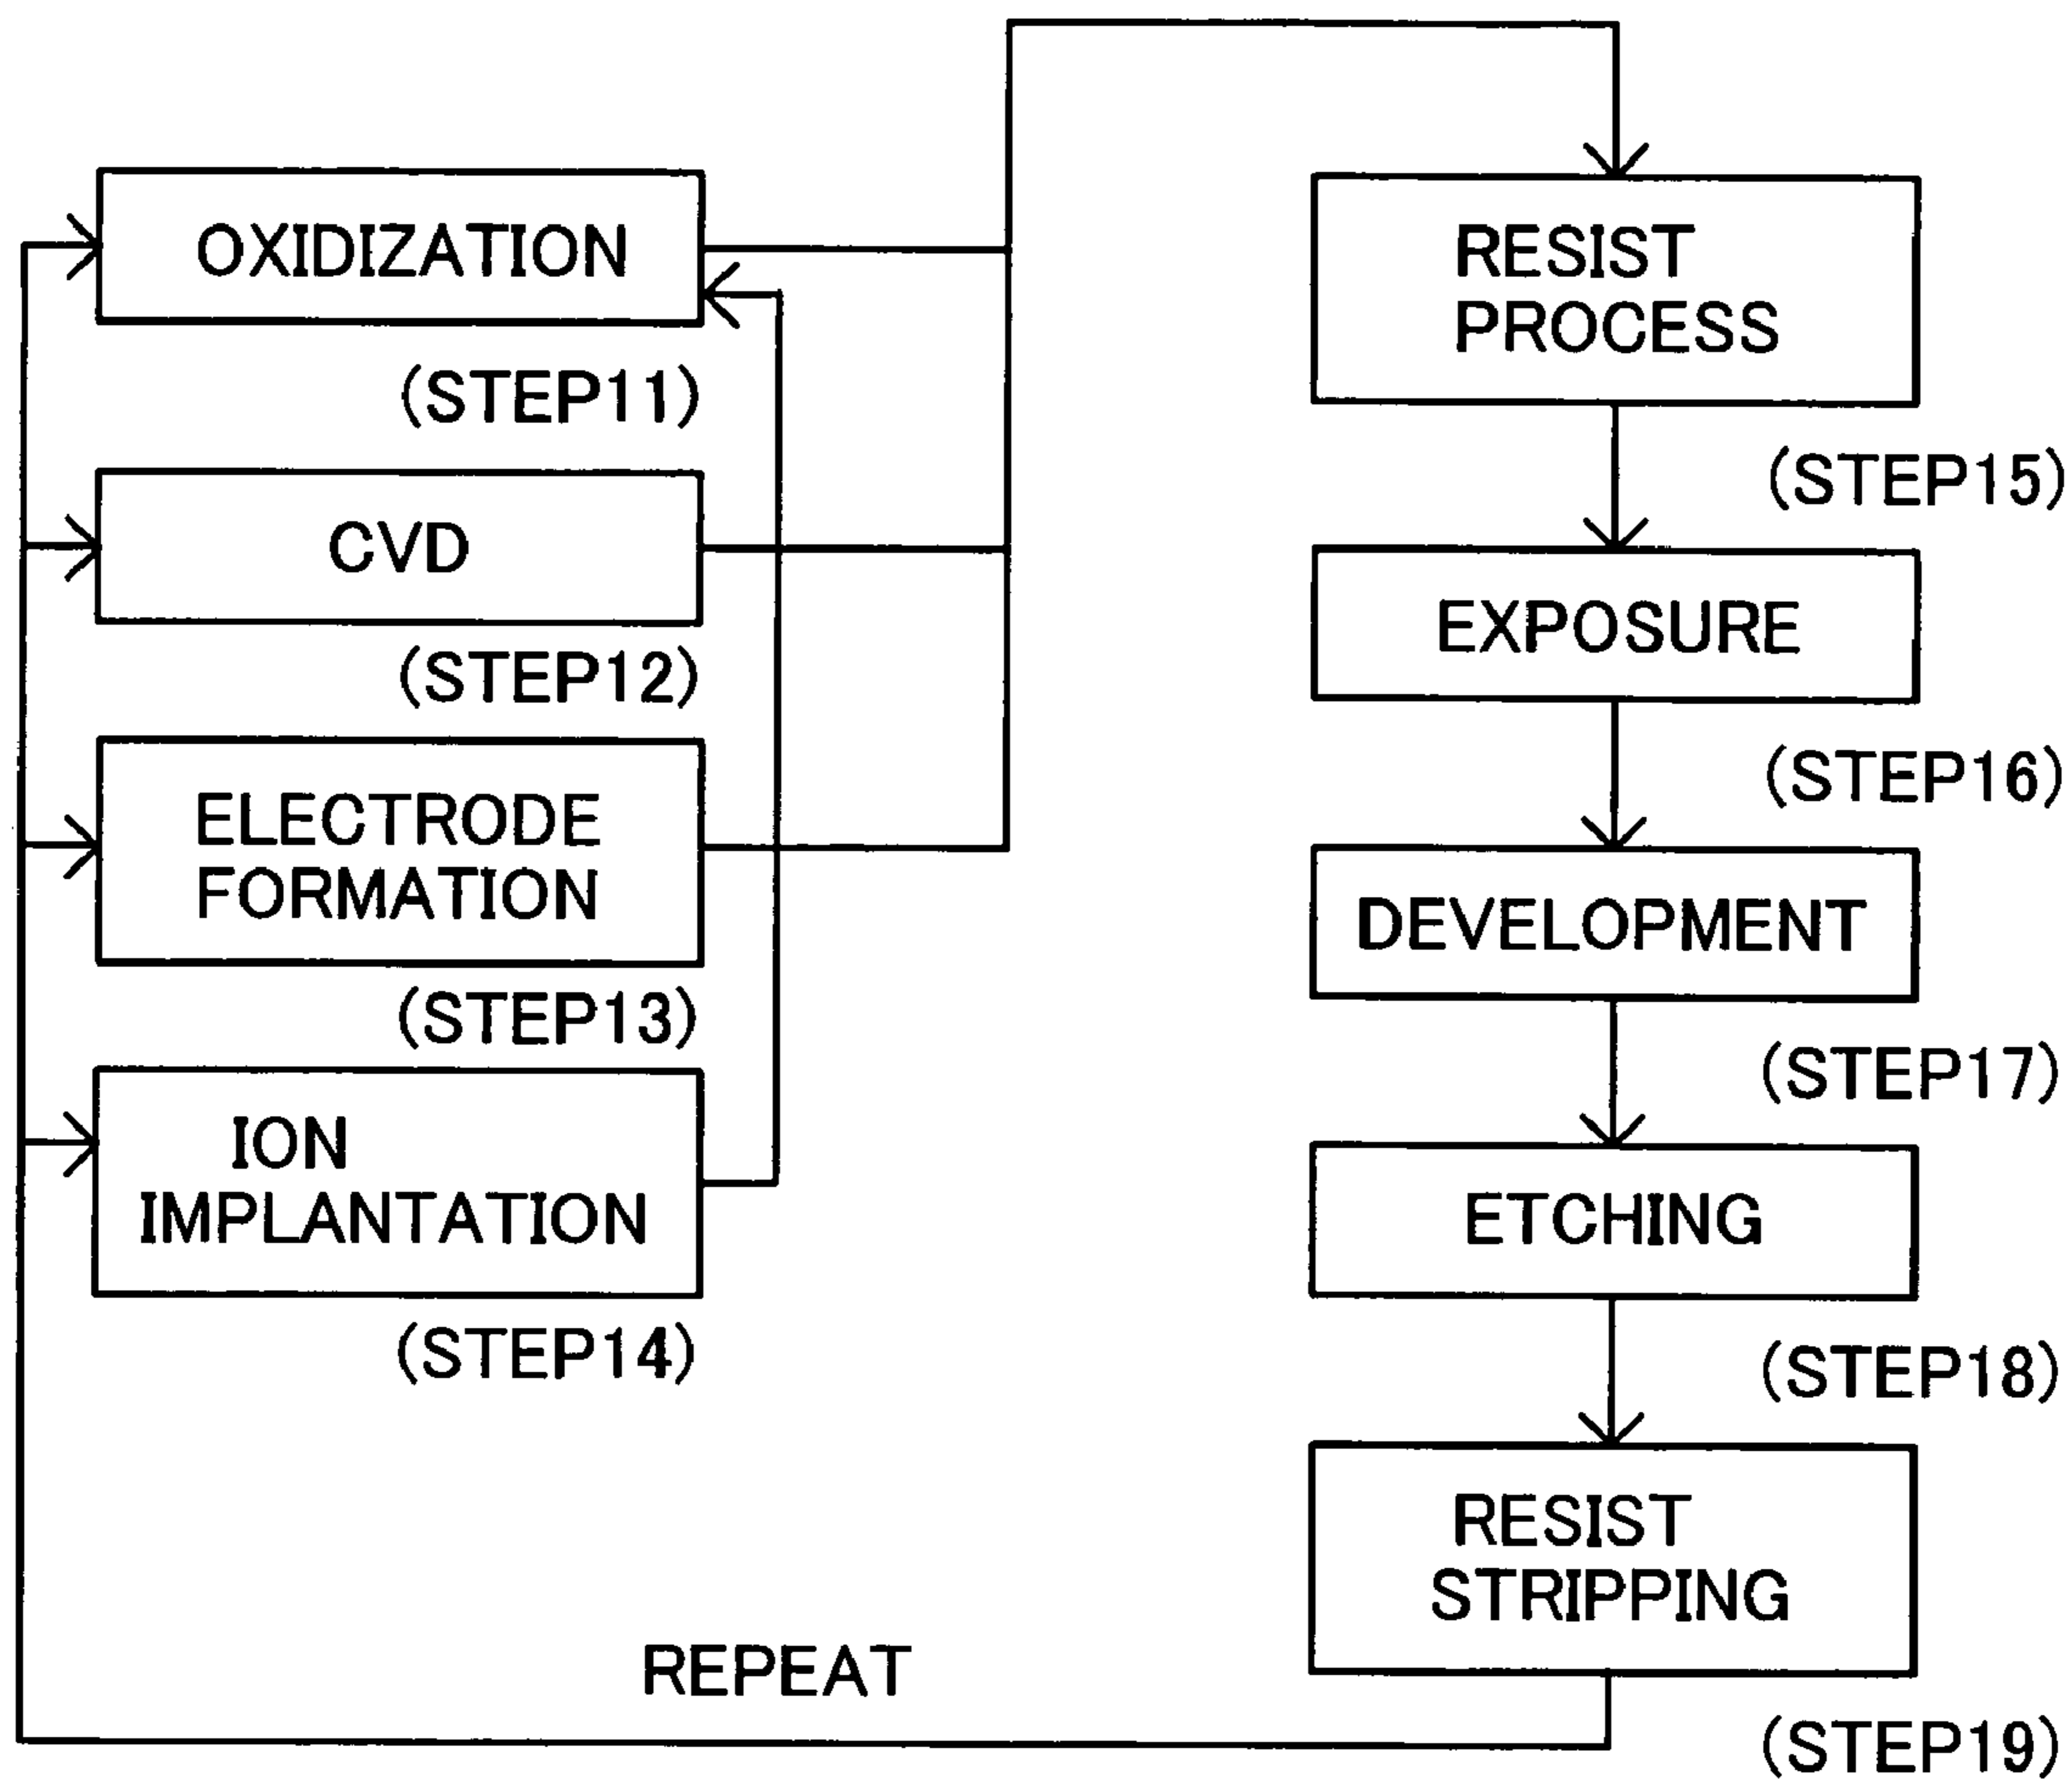 OXIDIZATION
(STEP11)
CVD
(STEP12)
ELECTRODE
FORMATION
(STEP13)
ION
IMPLANTATION
(STEP14)
RESIST
PROCESS
(STEP15)
EXPOSURE
(STEP16)
DEVELOPMENT
(STEP17)
ETCHING
(STEP18)
RESIST
STRIPPING
(STEP19)
REPEAT